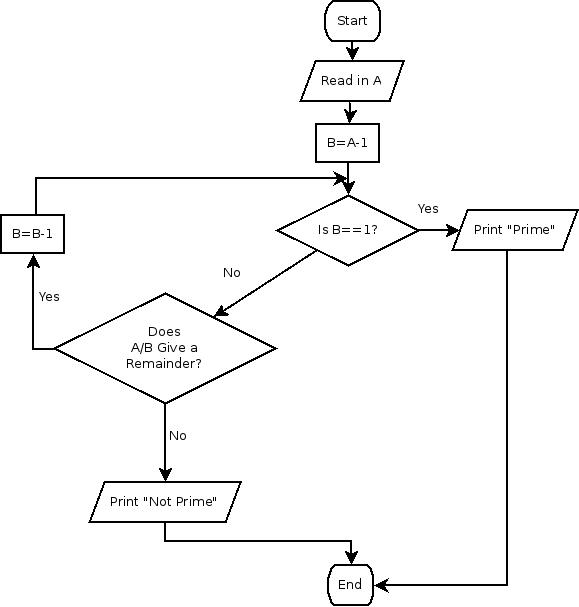 Start
Read in A
B=A-1
B=B-1
Is B==1?
Yes
Print "Prime"
No
Yes
Does
A/B Give a
Remainder?
No
Print "Not Prime"
End